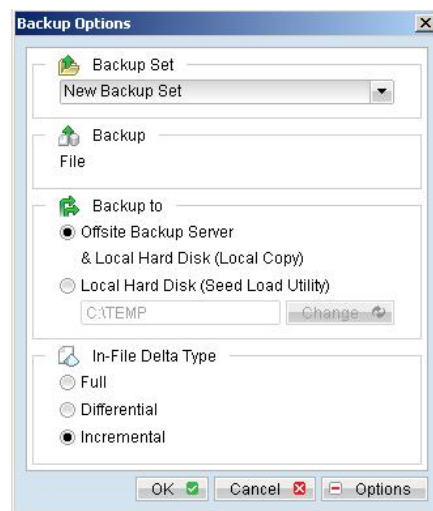 Backup Options
Backup Set
New Backup Set
Backup
File
Backup to
Offsite Backup Server
& Local Hard Disk (Local Copy)
Local Hard Disk (Seed Load Utility)
C:\TEMP
Change
In-File Delta Type
Full
Differential
Incremental
OK Cancel Options